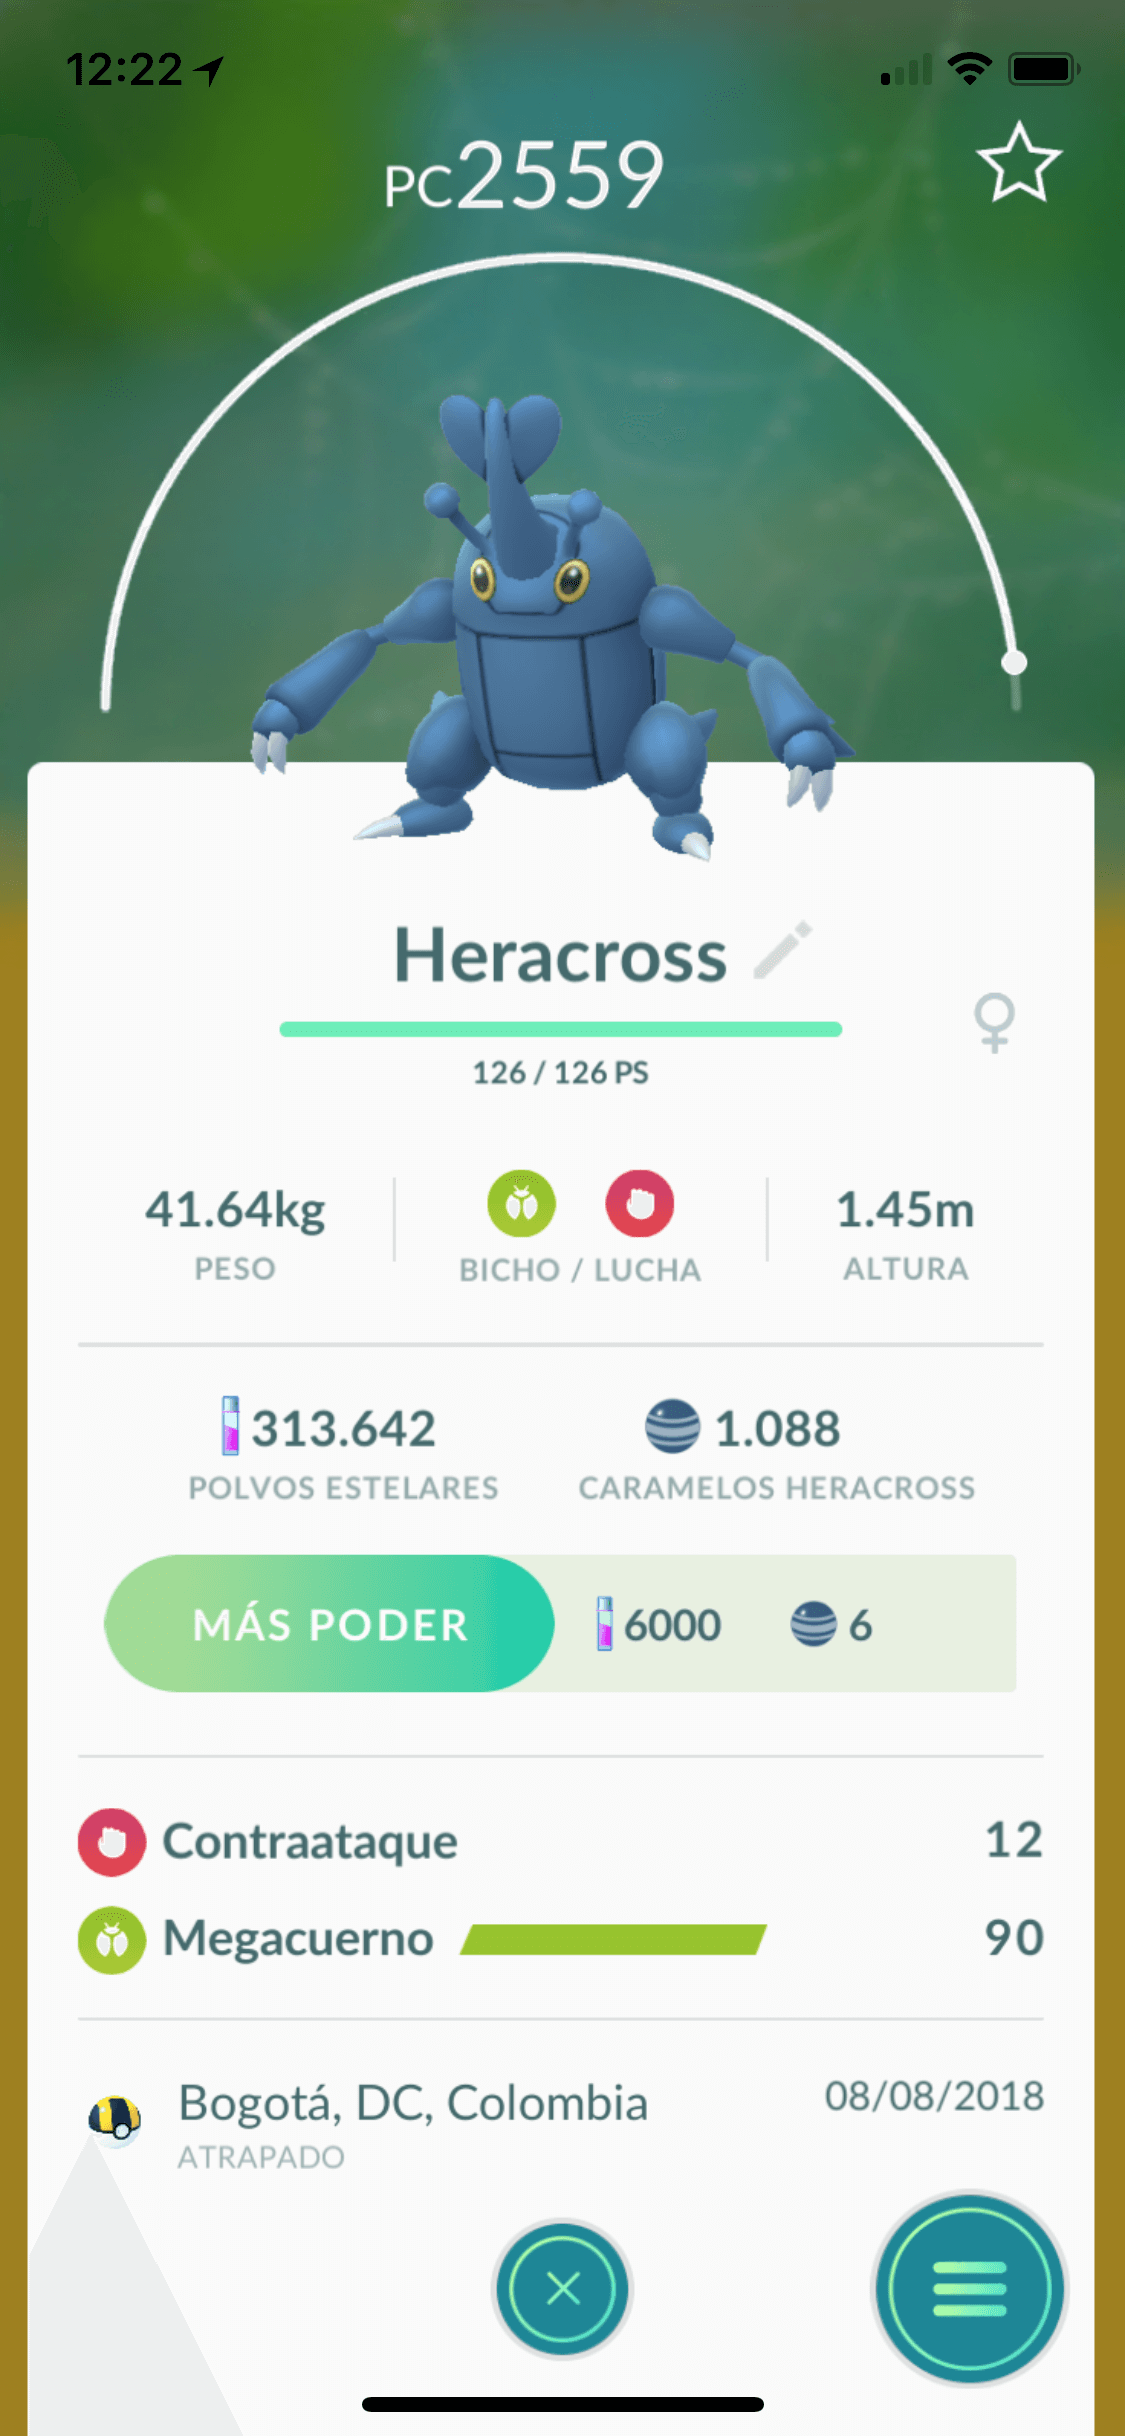 12:22
PC2559
Heracross
126 / 126 PS
41.64kg
PESO
BICHO / LUCHA
1.45m
ALTURA
313.642
POLVOS ESTELARES
1.088
CARAMELOS HERACROSS
MÁS PODER 6000 6
Contraataque 12
Megacuerno 90
Bogotá, DC, Colombia 08/08/2018
ATRAPADO